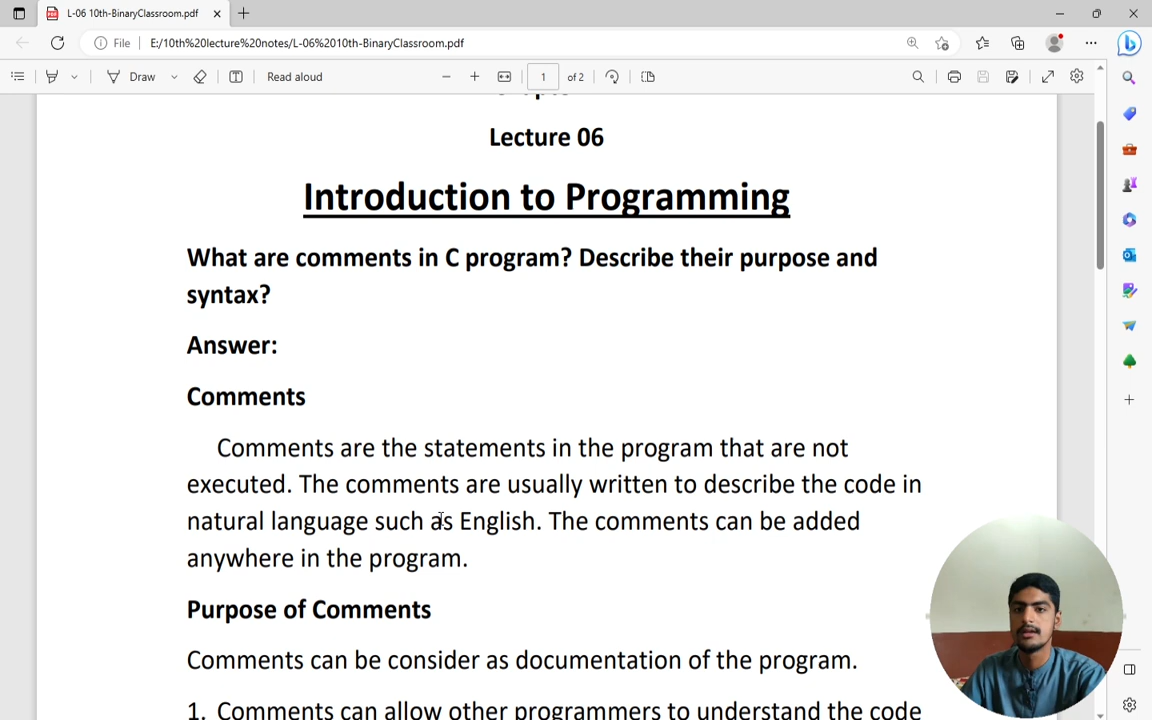 L-06 10th-BinaryClassroom.pdf
File E:/10th%20lecture%20notes/L-06%2010th-BinaryClassroom.pdf
Draw Read aloud 1 of 2
Lecture 06
Introduction to Programming
What are comments in C program? Describe their purpose and
syntax?
Answer:
Comments
Comments are the statements in the program that are not
executed. The comments are usually written to describe the code in
natural language such as English. The comments can be added
anywhere in the program.
Purpose of Comments
Comments can be consider as documentation of the program.
1. Comments can allow other programmers to understand the code